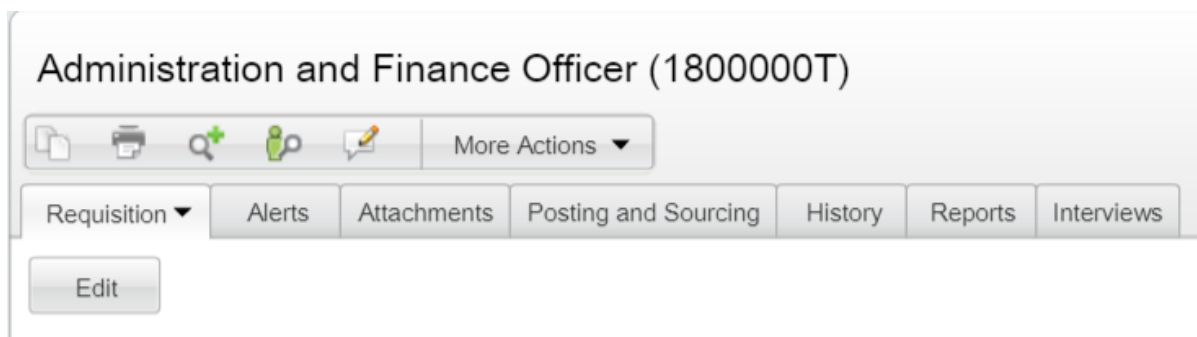 Administration and Finance Officer (1800000T)
More Actions
Requisition Alerts Attachments Posting and Sourcing History Reports Interviews
Edit